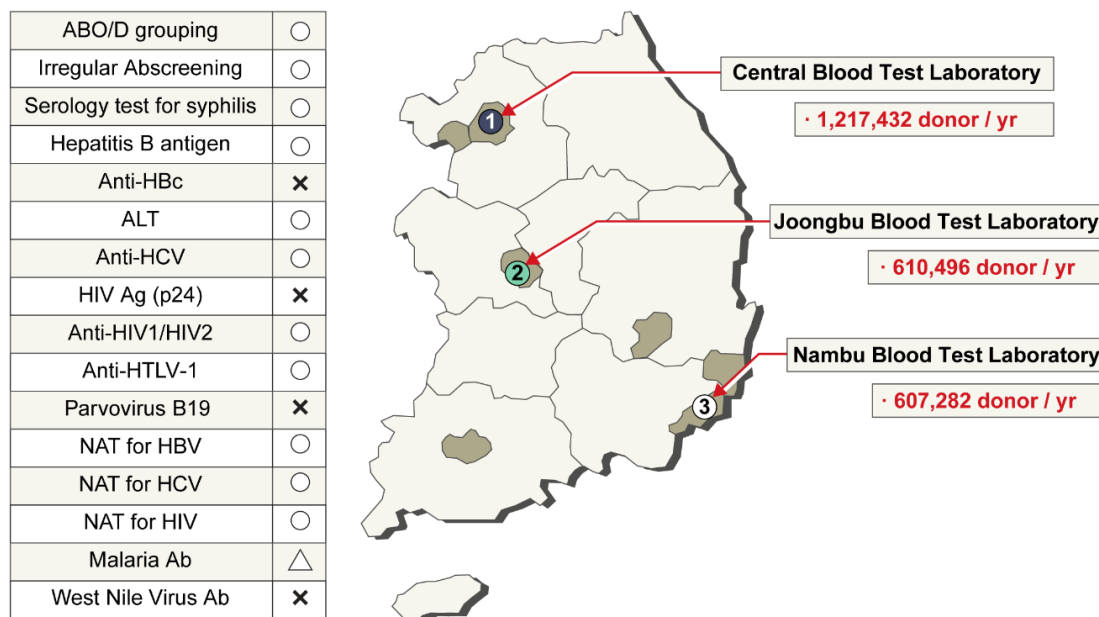 ABO/D grouping ○
Irregular Abscreening ○
Serology test for syphilis ○
Hepatitis B antigen ○
Anti-HBc ×
ALT ○
Anti-HCV ○
HIV Ag (p24) ×
Anti-HIV1/HIV2 ○
Anti-HTLV-1 ○
Parvovirus B19 ×
NAT for HBV ○
NAT for HCV ○
NAT for HIV ○
Malaria Ab △
West Nile Virus Ab ×
1
Central Blood Test Laboratory
· 1,217,432 donor / yr
2
Joongbu Blood Test Laboratory
· 610,496 donor / yr
3
Nambu Blood Test Laboratory
· 607,282 donor / yr